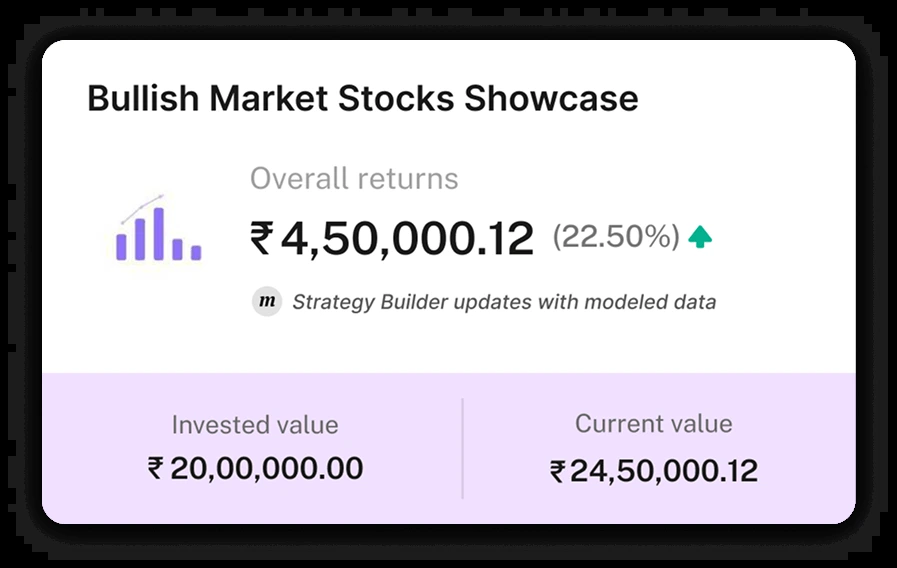 Bullish Market Stocks Showcase
Overall returns
₹4,50,000.12 (22.50%)
m Strategy Builder updates with modeled data
Invested value
₹ 20,00,000.00
Current value
₹24,50,000.12